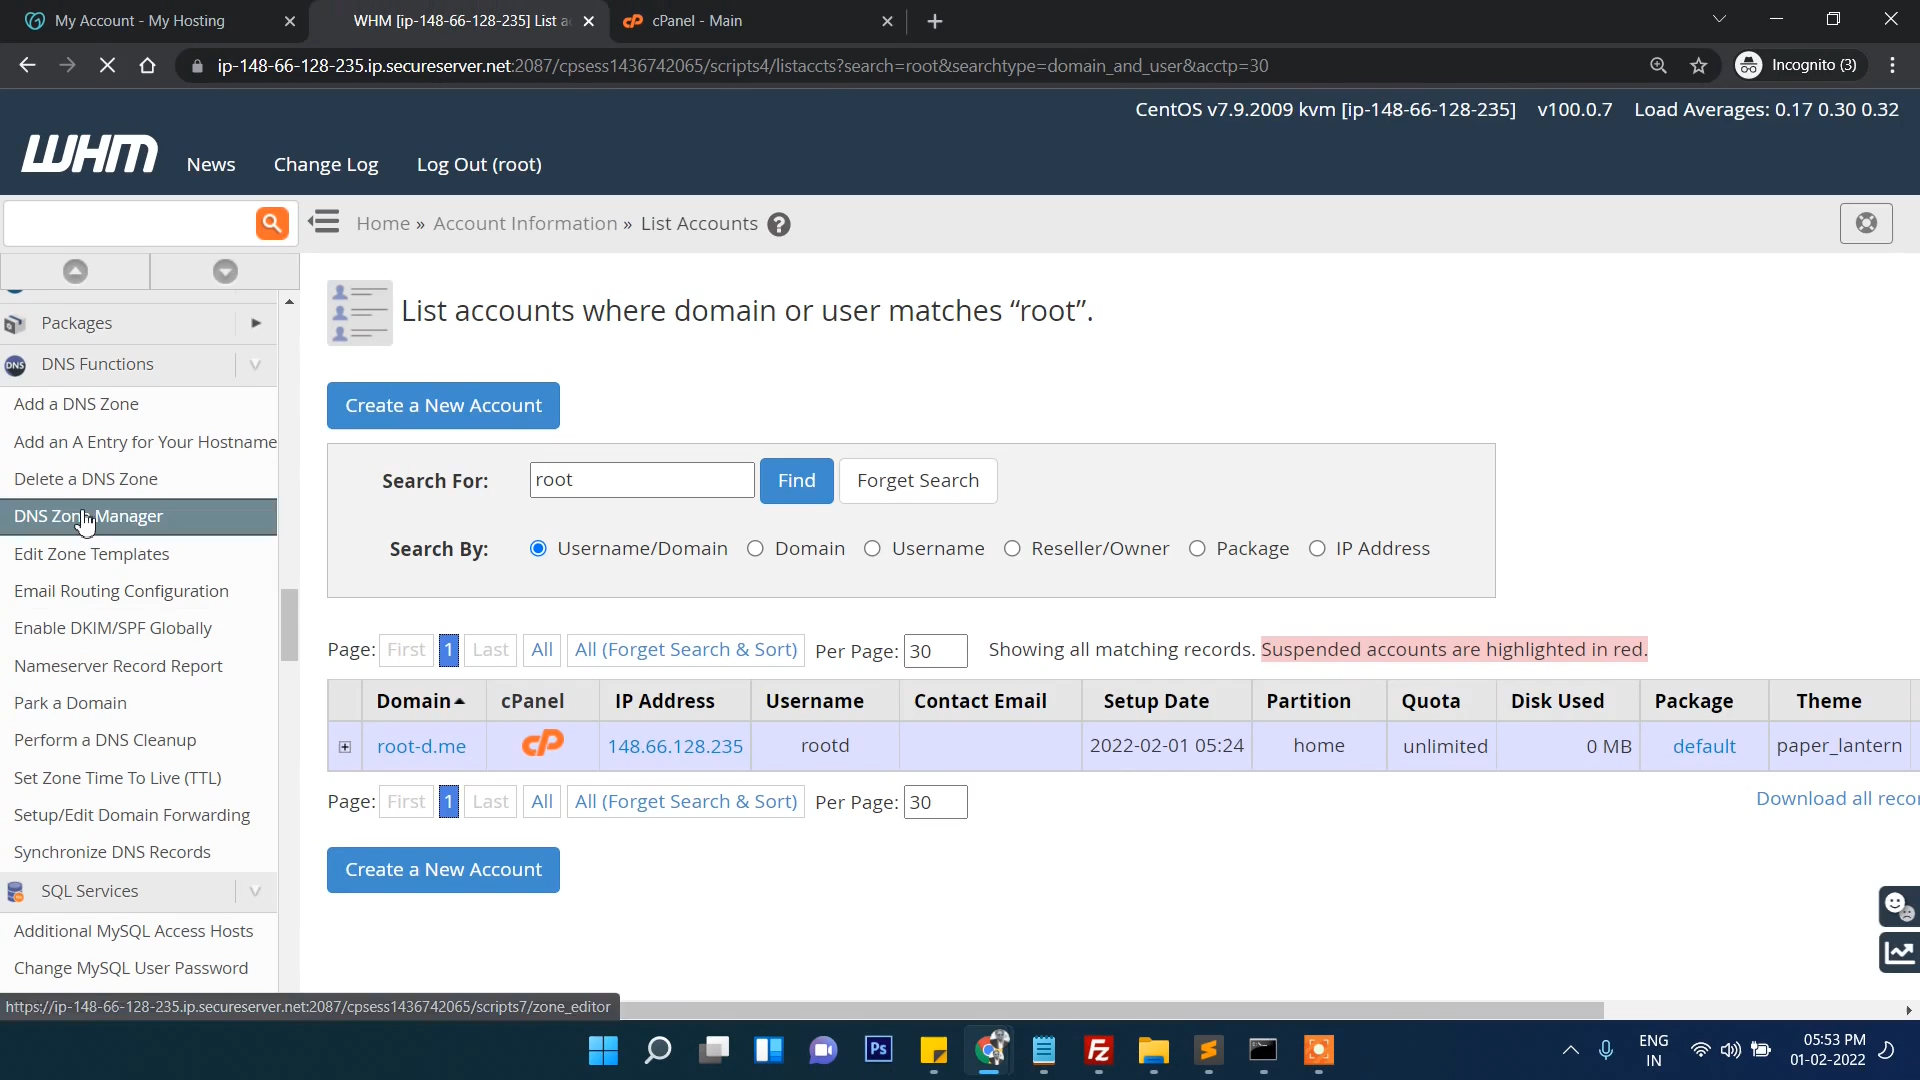 My Account - My Hosting
WHM [ip-148-66-128-235] List a
cPanel - Main
ip-148-66-128-235.ip.secureserver.net:2087/cpsess1436742065/scripts4/listaccts?search=root&searchtype=domain_and_user&acctp=30
Incognito (3)
CentOS v7.9.2009 kvm [ip-148-66-128-235] v100.0.7 Load Averages: 0.17 0.30 0.32
WHM News Change Log Log Out (root)
Home » Account Information » List Accounts
Packages
DNS Functions
Add a DNS Zone
Add an A Entry for Your Hostname
Delete a DNS Zone
DNS Zone Manager
Edit Zone Templates
Email Routing Configuration
Enable DKIM/SPF Globally
Nameserver Record Report
Park a Domain
Perform a DNS Cleanup
Set Zone Time To Live (TTL)
Setup/Edit Domain Forwarding
Synchronize DNS Records
SQL Services
Additional MySQL Access Hosts
Change MySQL User Password
List accounts where domain or user matches “root”.
Create a New Account
Search For: root Find Forget Search
Search By: Username/Domain Domain Username Reseller/Owner Package IP Address
Page: First 1 Last All All (Forget Search & Sort) Per Page: 30 Showing all matching records. Suspended accounts are highlighted in red.
Domain cPanel IP Address Username Contact Email Setup Date Partition Quota Disk Used Package Theme
root-d.me cP 148.66.128.235 rootd 2022-02-01 05:24 home unlimited 0 MB default paper_lantern
Page: First 1 Last All All (Forget Search & Sort) Per Page: 30
Download all recor
Create a New Account
https://ip-148-66-128-235.ip.secureserver.net:2087/cpsess1436742065/scripts7/zone_editor
Ps
Fz
ENG
IN
05:53 PM
01-02-2022